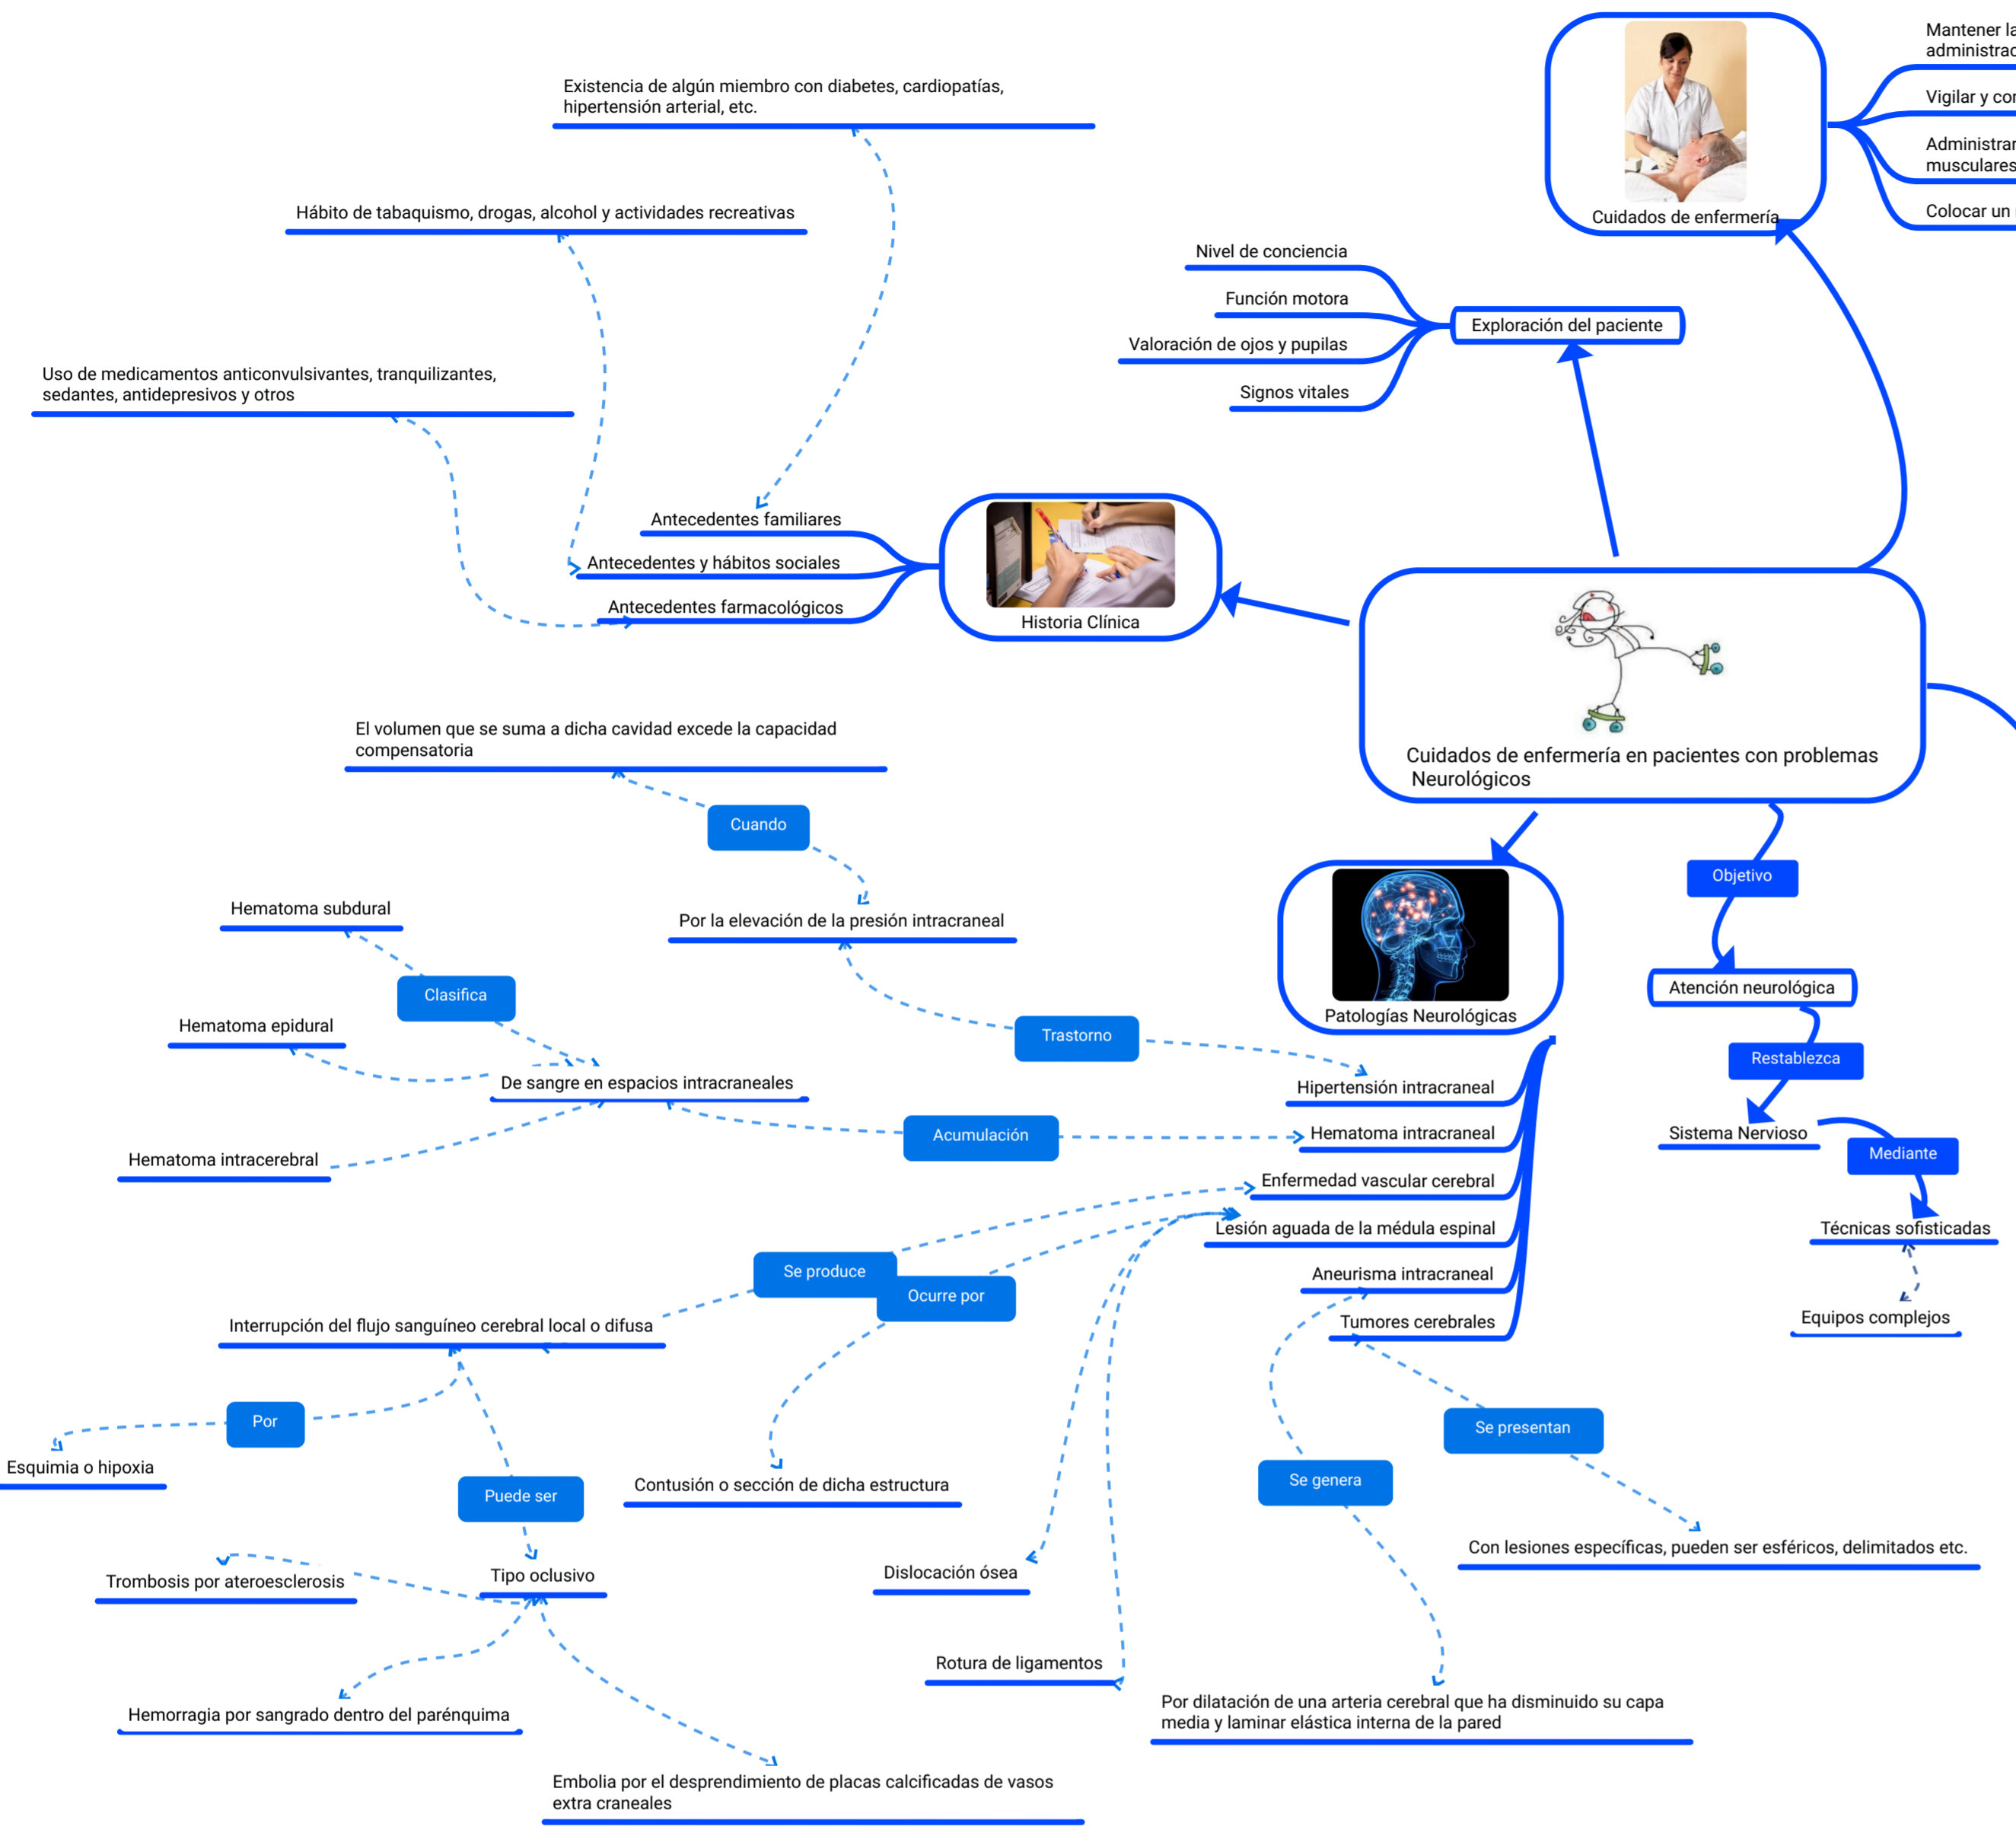 Mantener la
Existencia de algún miembro con diabetes, cardiopatías,
hipertensión arterial, etc.
Vigilar y
Hábito de tabaquismo, drogas, alcohol y actividades recreativas
Cuidados de enfermería
Colocar un
Nivel de conciencia
Función motora
Exploración del paciente
Valoración de ojos y pupilas
Signos vitales
Uso de medicamentos anticonvulsivantes, tranquilizantes,
sedantes, antidepresivos y otros
Antecedentes familiares
Antecedentes y hábitos sociales
Antecedentes farmacológicos
Historia Clínica
Cuidados de enfermería en pacientes con problemas
Neurológicos
El volumen que se suma a dicha cavidad excede la capacidad
compensatoria
Cuando
Por la elevación de la presión intracraneal
Trastorno
Objetivo
Atención neurológica
Restablezca
Sistema Nervioso
Mediante
Técnicas sofisticadas
Equipos complejos
Patologías Neurológicas
Hipertensión intracraneal
Hematoma intracraneal
Enfermedad vascular cerebral
Lesión aguada de la médula espinal
Aneurisma intracraneal
Tumores cerebrales
Hematoma subdural
Clasifica
Hematoma epidural
De sangre en espacios intracraneales
Acumulación
Hematoma intracerebral
Se produce
Ocurre por
Interrupción del flujo sanguíneo cerebral local o difusa
Por
Esquimia o hipoxia
Puede ser
Contusión o sección de dicha estructura
Se genera
Se presentan
Con lesiones específicas, pueden ser esféricos, delimitados etc.
Trombosis por ateroesclerosis
Tipo oclusivo
Dislocación ósea
Rotura de ligamentos
Hemorragia por sangrado dentro del parénquima
Por dilatación de una arteria cerebral que ha disminuido su capa
media y laminar elástica interna de la pared
Embolia por el desprendimiento de placas calcificadas de vasos
extra craneales